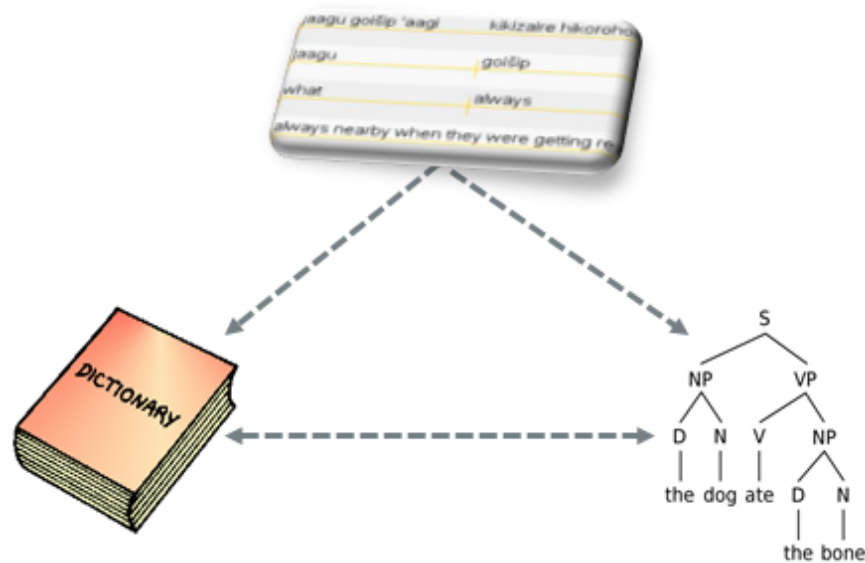 jaagu goišip 'aagi kikizaire hikoroho
jaagu goišip
what always
always nearby when they were getting re
DICTIONARY
S
NP VP
D N V NP
the dog ate D N
the bone